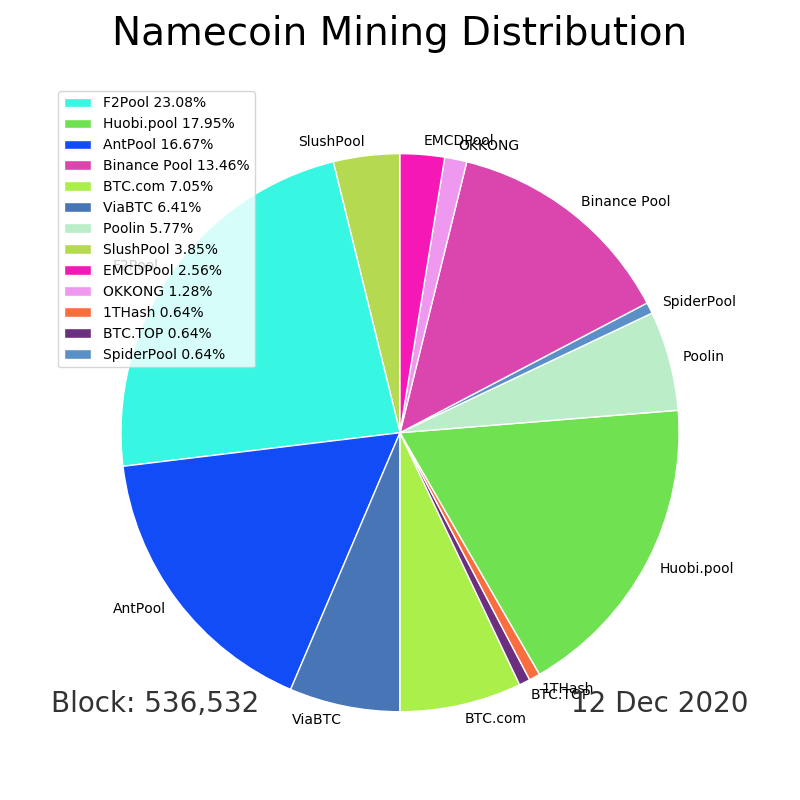 Namecoin Mining Distribution
F2Pool 23.08%
Huobi.pool 17.95%
AntPool 16.67%
Binance Pool 13.46%
BTC.com 7.05%
ViaBTC 6.41%
Poolin 5.77%
SlushPool 3.85%
EMCDPool 2.56%
OKKONG 1.28%
1THash 0.64%
BTC.TOP 0.64%
SpiderPool 0.64%
SlushPool
EMCDPool
OKKONG
Binance Pool
F2Pool
SpiderPool
Poolin
Huobi.pool
AntPool
1THash
BTC.TOP
ViaBTC
BTC.com
Block: 536,532
12 Dec 2020